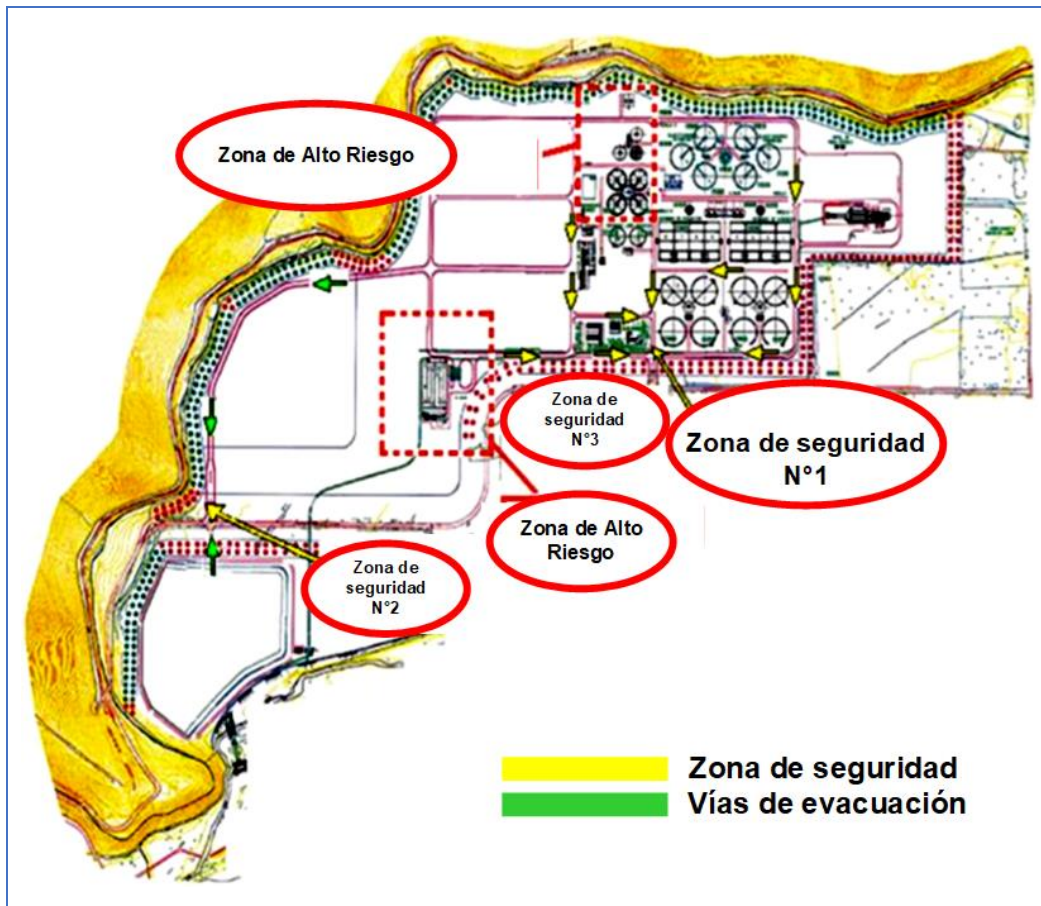 Zona de Alto Riesgo
Zona de
seguridad
N°3
Zona de seguridad
N°1
Zona de Alto
Riesgo
Zona de
seguridad
N°2
Zona de seguridad
Vías de evacuación